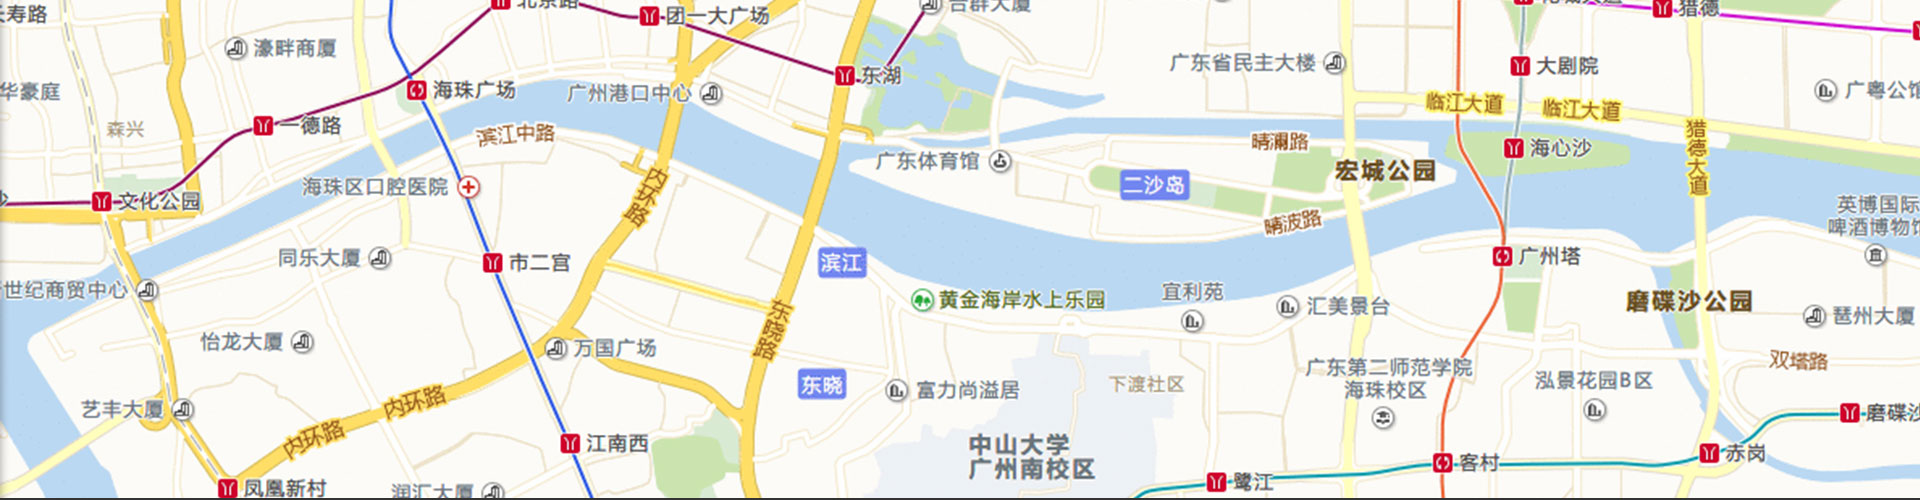 北京路
团一大广场
合群大厦
猎德
长寿路
濠畔商厦
东湖
广东省民主大楼
大剧院
华豪庭
海珠广场
广州港口中心
临江大道
临江大道
广粤公馆
森兴
一德路
滨江中路
晴澜路
海心沙
猎德大道
广东体育馆
宏城公园
海珠区口腔医院
内环路
二沙岛
文化公园
沙
晴波路
英博国际
啤酒博物馆
同乐大厦
市二宫
滨江
广州塔
世纪商贸中心
黄金海岸水上乐园
宜利苑
汇美景台
磨碟沙公园
琶洲大厦
东晓路
怡龙大厦
万国广场
广东第二师范学院
海珠校区
双塔路
内环路
东晓
富力尚溢居
下渡社区
泓景花园B区
艺丰大厦
内环路
江南西
中山大学
广州南校区
磨碟沙
赤岗
客村
鹭江
凤凰新村
润汇大厦